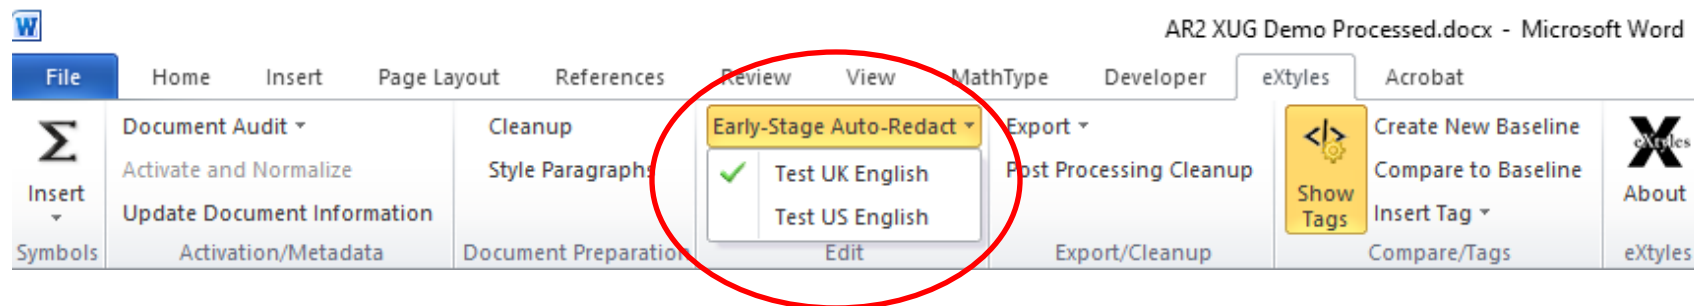 AR2 XUG Demo Processed.docx - Microsoft Word
File Home Insert Page Layout References Review View MathType Developer eXtyles Acrobat
Insert
Symbols
Document Audit
Activate and Normalize
Update Document Information
Activation/Metadata
Cleanup
Style Paragraphs
Document Preparation
Early-Stage Auto-Redact
Test UK English
Test US English
Edit
Export
Post Processing Cleanup
Export/Cleanup
Show
Tags
Create New Baseline
Compare to Baseline
Insert Tag
Compare/Tags
eXtyles
About
eXtyles